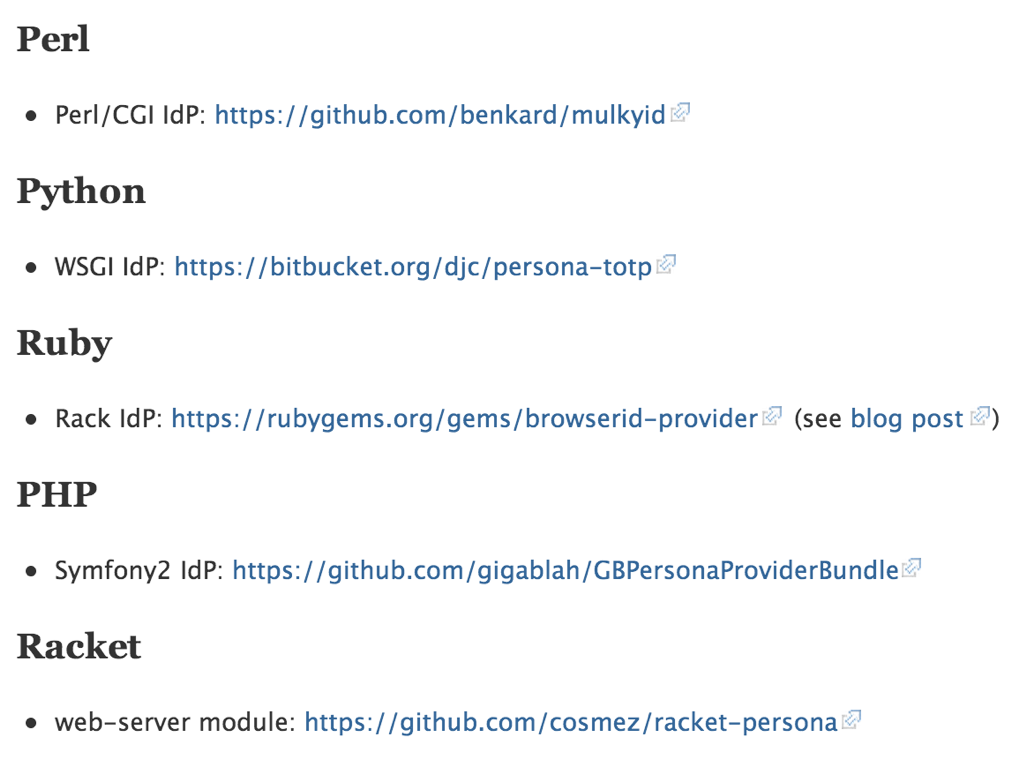 Perl
• Perl/CGI IdP: https://github.com/benkard/mulkyid
Python
• WSGI IdP: https://bitbucket.org/djc/persona-totp
Ruby
• Rack IdP: https://rubygems.org/gems/browserid-provider (see blog post )
PHP
• Symfony2 IdP: https://github.com/gigablah/GBPersonaProviderBundle
Racket
• web-server module: https://github.com/cosmez/racket-persona